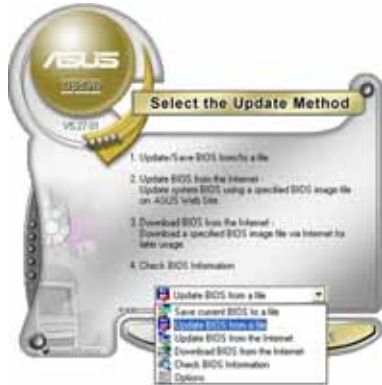 ASUS
Update
V5.27.01
Select the Update Method
1. Update/Save BIOS from/to a file
2. Update BIOS from the Internet -
Update system BIOS using a specified BIOS image file
on ASUS Web Site.
3. Download BIOS from the Internet -
Download a specified BIOS image file via Internet for
later usage.
4. Check BIOS Information
Update BIOS from a file
Save current BIOS to a file
Update BIOS from a file
Update BIOS from the Internet
Download BIOS from the Internet
Check BIOS Information
Options